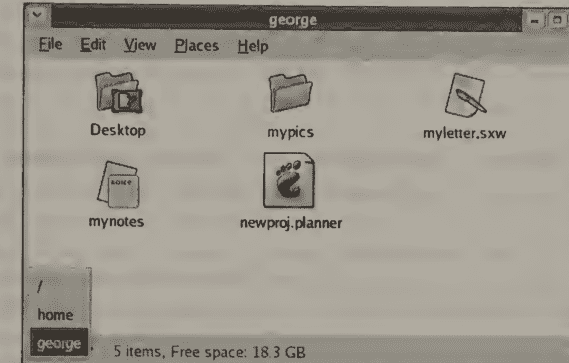 george
File Edit View Places Help
Desktop mypics myletter.sxw
mynotes newproj.planner
/
home
george
5 items, Free space: 18.3 GB